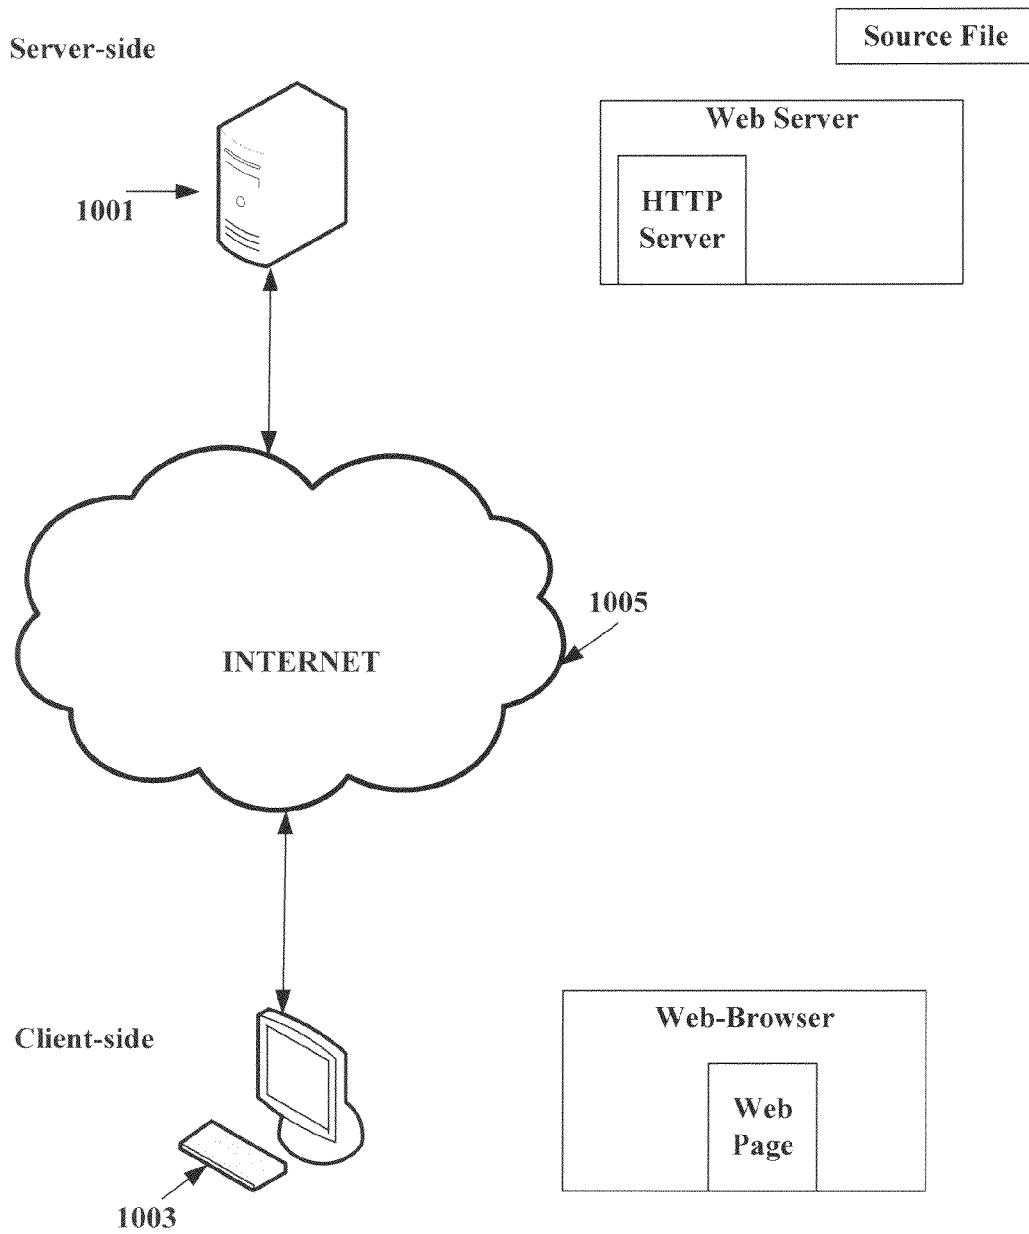 Server-side
Source File
Web Server
HTTP
Server
1001
1005
INTERNET
Client-side
Web-Browser
Web
Page
1003